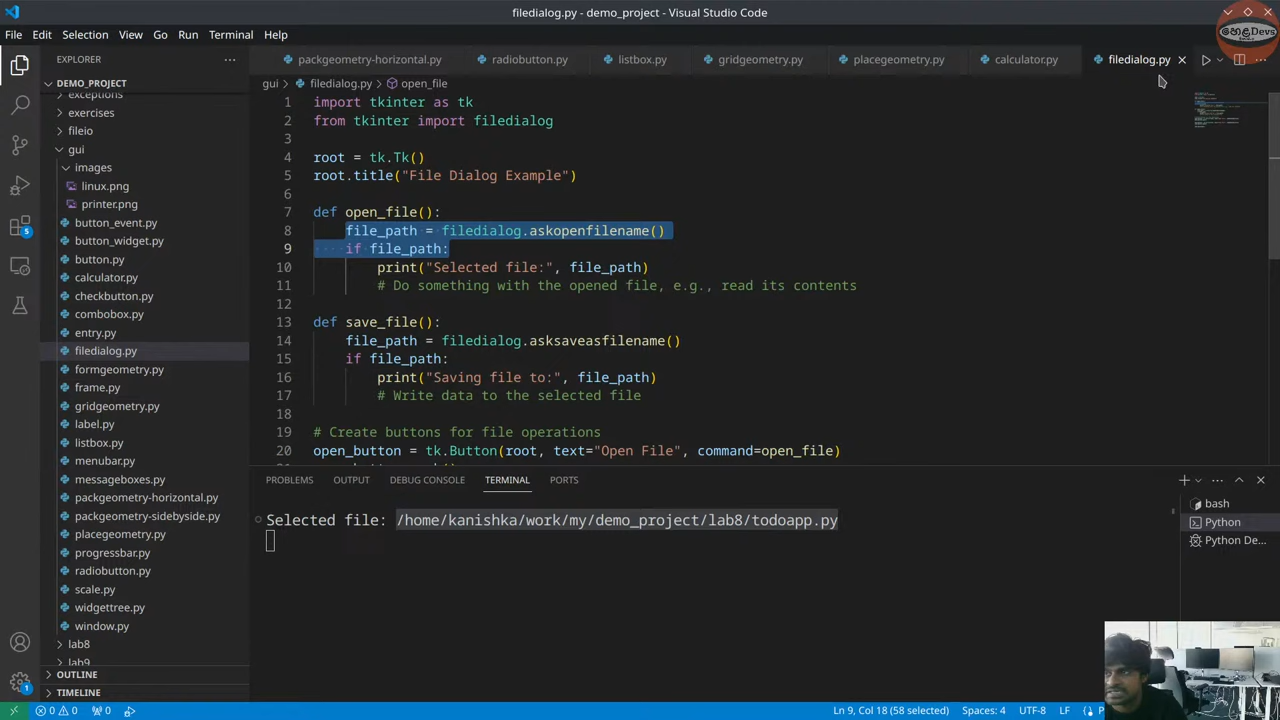 filedialog.py - demo_project - Visual Studio Code
හෙළDevs
File Edit Selection View Go Run Terminal Help
EXPLORER
packgeometry-horizontal.py radiobutton.py listbox.py gridgeometry.py placegeometry.py calculator.py filedialog.py
DEMO_PROJECT
exceptions
exercises
fileio
gui
images
linux.png
printer.png
button_event.py
button_widget.py
button.py
calculator.py
checkbutton.py
combobox.py
entry.py
filedialog.py
formgeometry.py
frame.py
gridgeometry.py
label.py
listbox.py
menubar.py
messageboxes.py
packgeometry-horizontal.py
packgeometry-sidebyside.py
placegeometry.py
progressbar.py
radiobutton.py
scale.py
widgettree.py
window.py
lab8
lab9
OUTLINE
TIMELINE
5
1
gui > filedialog.py > open_file
1 import tkinter as tk
2 from tkinter import filedialog
3
4 root = tk.Tk()
5 root.title("File Dialog Example")
6
7 def open_file():
8 file_path = filedialog.askopenfilename()
9 if file_path:
10 print("Selected file:", file_path)
11 # Do something with the opened file, e.g., read its contents
12
13 def save_file():
14 file_path = filedialog.asksaveasfilename()
15 if file_path:
16 print("Saving file to:", file_path)
17 # Write data to the selected file
18
19 # Create buttons for file operations
20 open_button = tk.Button(root, text="Open File", command=open_file)
PROBLEMS OUTPUT DEBUG CONSOLE TERMINAL PORTS
Selected file: /home/kanishka/work/my/demo_project/lab8/todoapp.py
bash
Python
Python De...
0 0 0 Ln 9, Col 18 (58 selected) Spaces: 4 UTF-8 LF